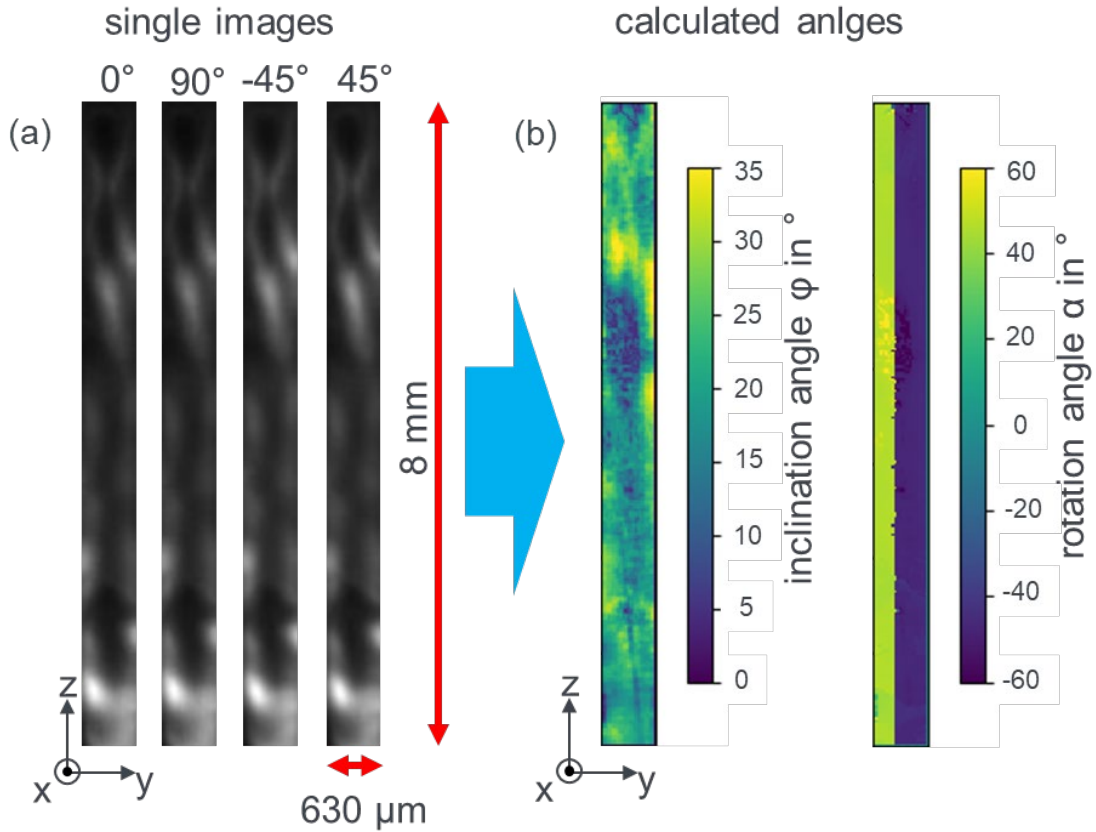 single images
calculated anlges
0° 90° -45° 45°
(a)
(b)
8 mm
630 μm
z
x
y
z
x
y
35
30
25
20
15
10
5
0
inclination angle φ in °
60
40
20
0
-20
-40
-60
rotation angle α in °